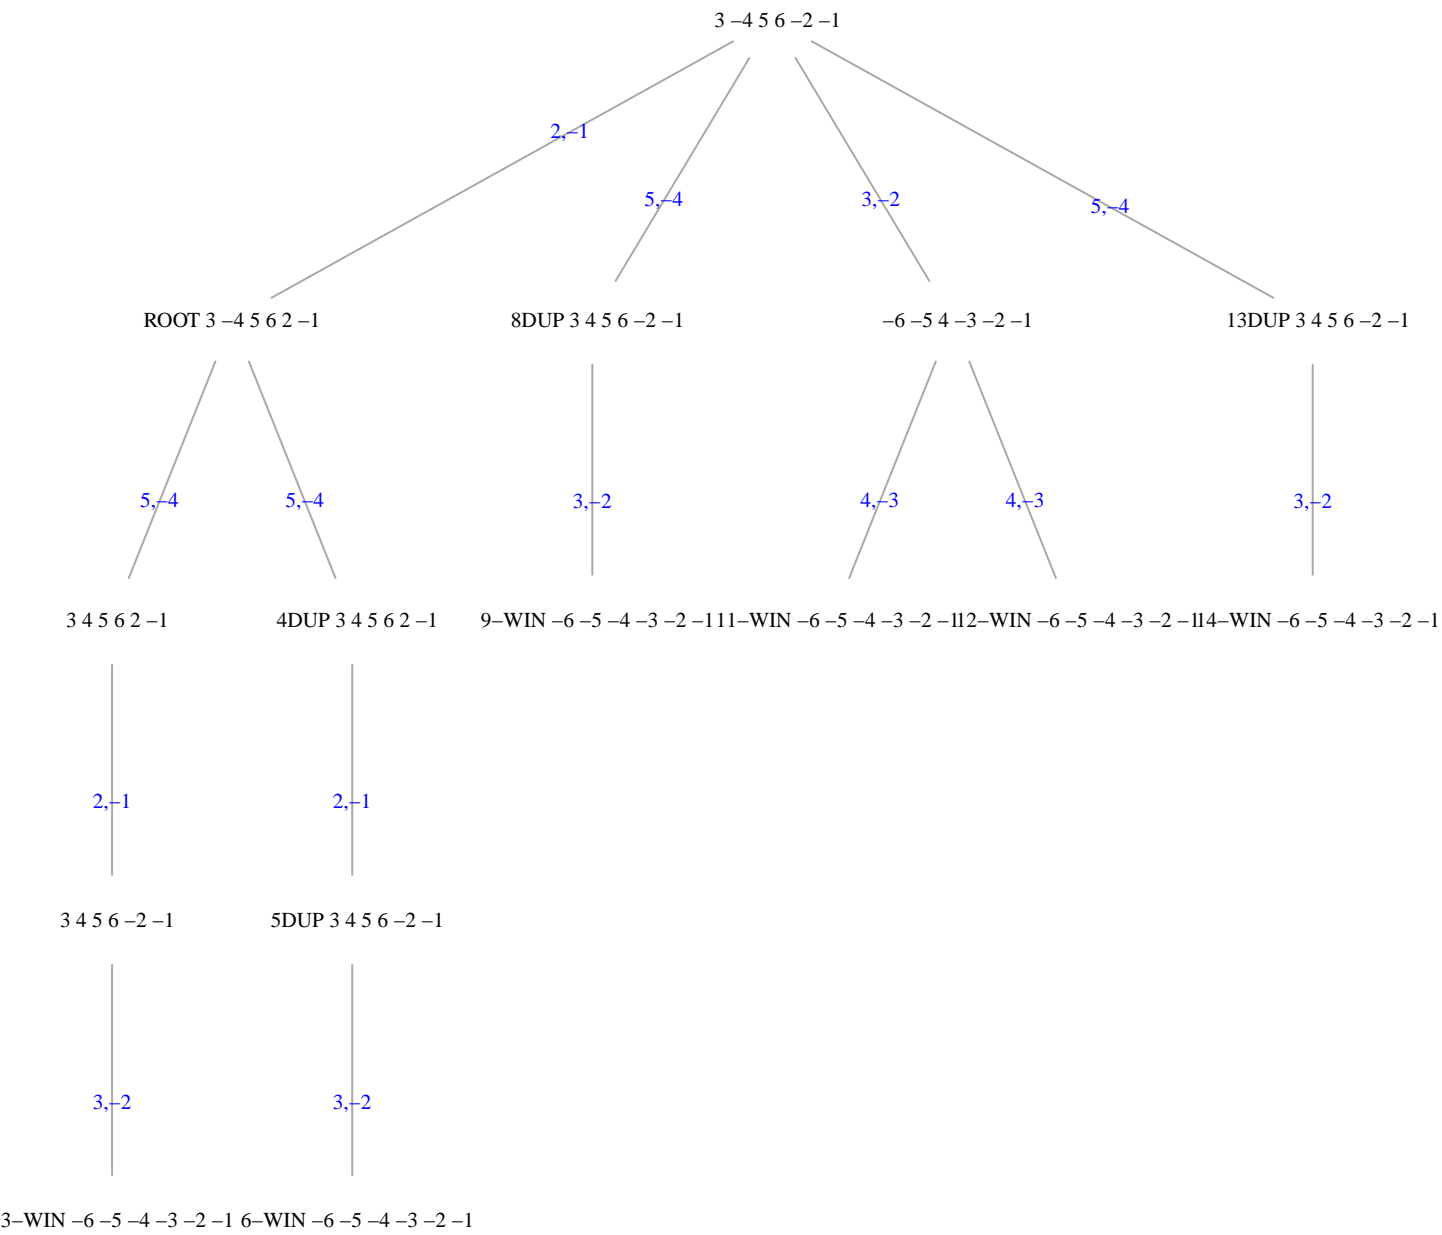 3 –4 5 6 –2 –1
2,–1
5,–4
3,–2
5,–4
ROOT 3 –4 5 6 2 –1
8DUP 3 4 5 6 –2 –1
–6 –5 4 –3 –2 –1
13DUP 3 4 5 6 –2 –1
5,–4
5,–4
3,–2
4,–3
4,–3
3,–2
3 4 5 6 2 –1
4DUP 3 4 5 6 2 –1
9–WIN –6 –5 –4 –3 –2 –1
11–WIN –6 –5 –4 –3 –2 –1
12–WIN –6 –5 –4 –3 –2 –1
14–WIN –6 –5 –4 –3 –2 –1
2,–1
2,–1
3 4 5 6 –2 –1
5DUP 3 4 5 6 –2 –1
3,–2
3,–2
3–WIN –6 –5 –4 –3 –2 –1
6–WIN –6 –5 –4 –3 –2 –1